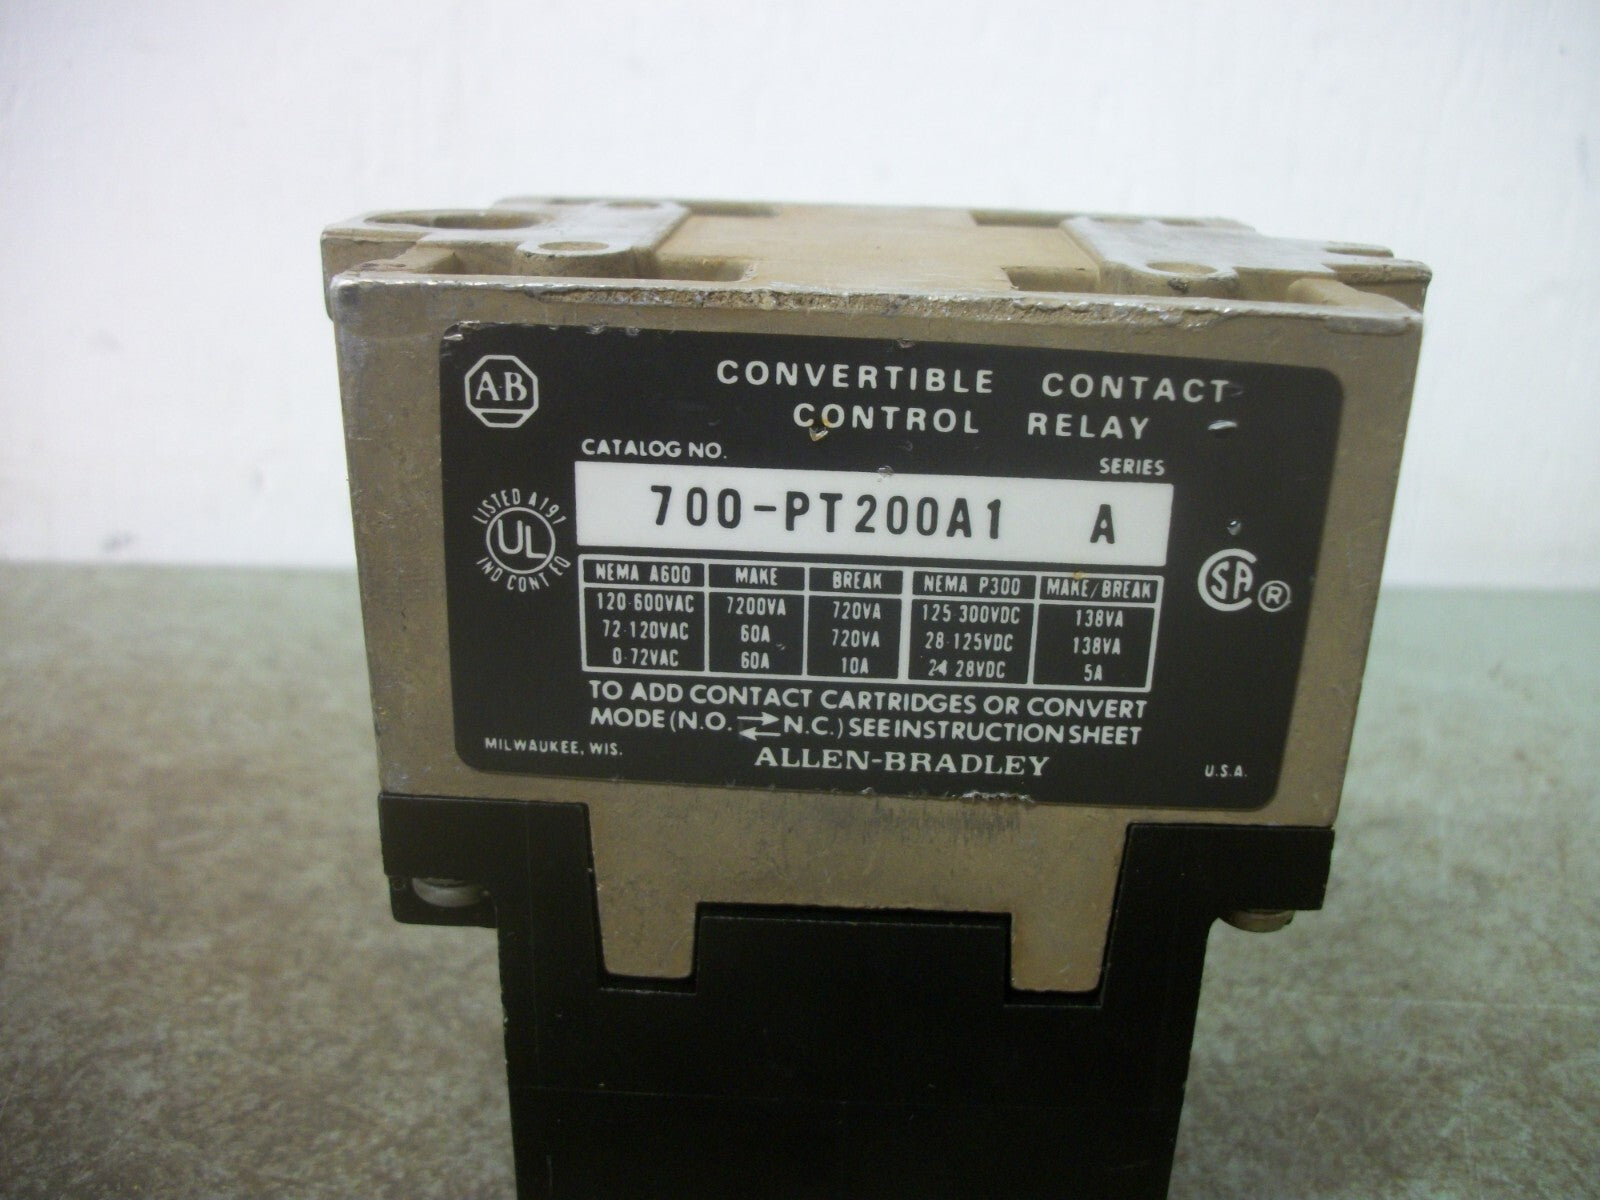 A-B
CONVERTIBLE CONTACT
CONTROL RELAY
CATALOG NO.
SERIES
700-PT200A1 A
LISTED A197
UL
IND CONT EQ
SA ®
NEMA A600 MAKE BREAK NEMA P300 MAKE/BREAK
120-600VAC 7200VA 720VA 125-300VDC 138VA
72-120VAC 60A 720VA 28-125VDC 138VA
0-72VAC 60A 10A 24-28VDC 5A
TO ADD CONTACT CARTRIDGES OR CONVERT
MODE (N.O. ⇄ N.C.) SEE INSTRUCTION SHEET
MILWAUKEE, WIS.
ALLEN-BRADLEY
U.S.A.